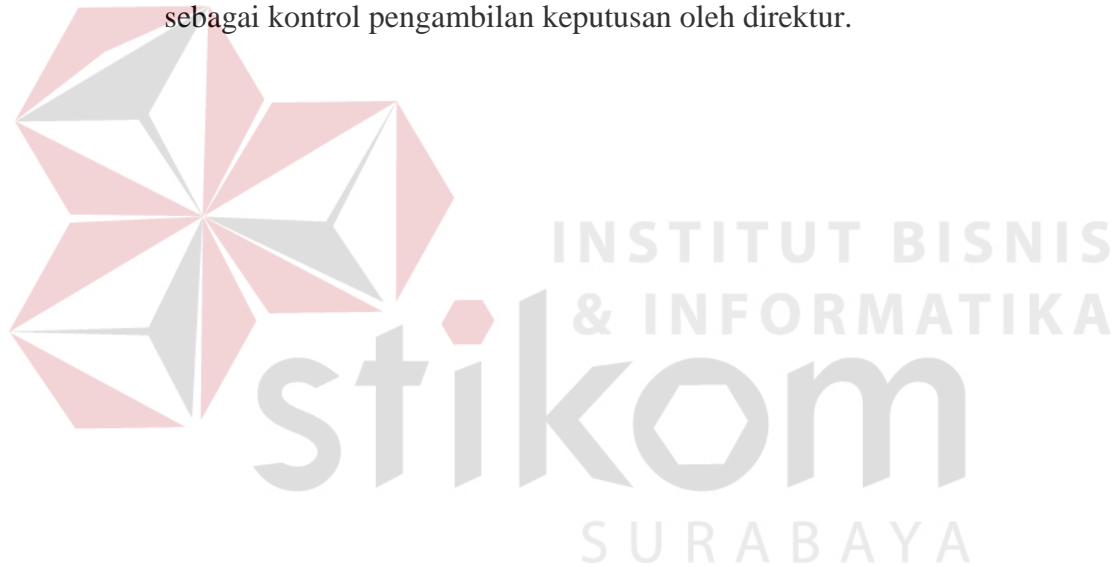 sebagai kontrol pengambilan keputusan oleh direktur.
INSTITUT BISNIS
& INFORMATIKA
stikom
SURABAYA